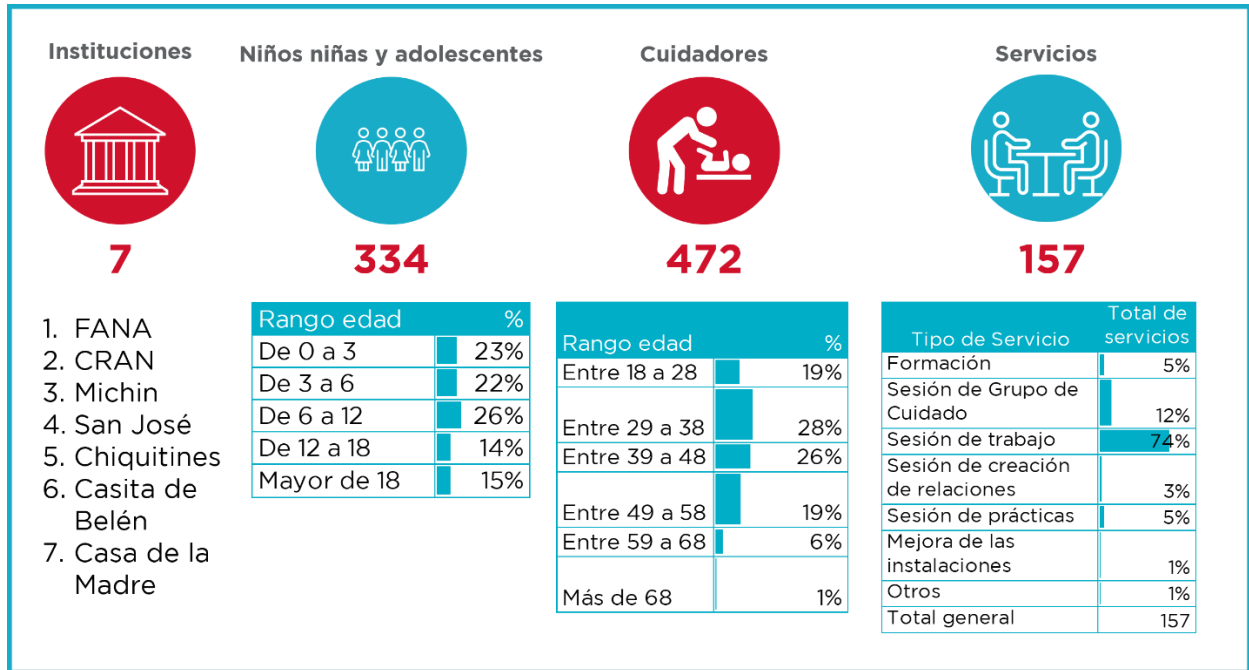 Instituciones
Niños niñas y adolescentes
Cuidadores
Servicios
7
334
472
157
1. FANA
2. CRAN
3. Michin
4. San José
5. Chiquitines
6. Casita de
Belén
7. Casa de la
Madre
Rango edad %
De 0 a 3 23%
De 3 a 6 22%
De 6 a 12 26%
De 12 a 18 14%
Mayor de 18 15%
Rango edad %
Entre 18 a 28 19%
Entre 29 a 38 28%
Entre 39 a 48 26%
Entre 49 a 58 19%
Entre 59 a 68 6%
Más de 68 1%
Total de
Tipo de Servicio servicios
Formación 5%
Sesión de Grupo de
Cuidado 12%
Sesión de trabajo 74%
Sesión de creación
de relaciones 3%
Sesión de prácticas 5%
Mejora de las
instalaciones 1%
Otros 1%
Total general 157